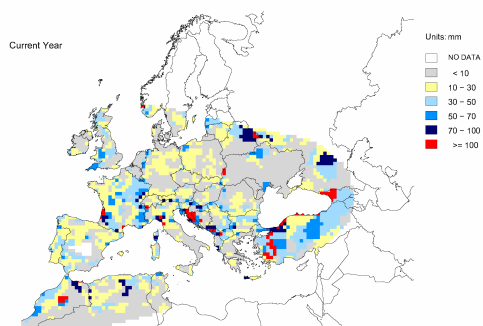 Current Year
Units: mm
NO DATA
< 10
10 – 30
30 – 50
50 – 70
70 – 100
>= 100